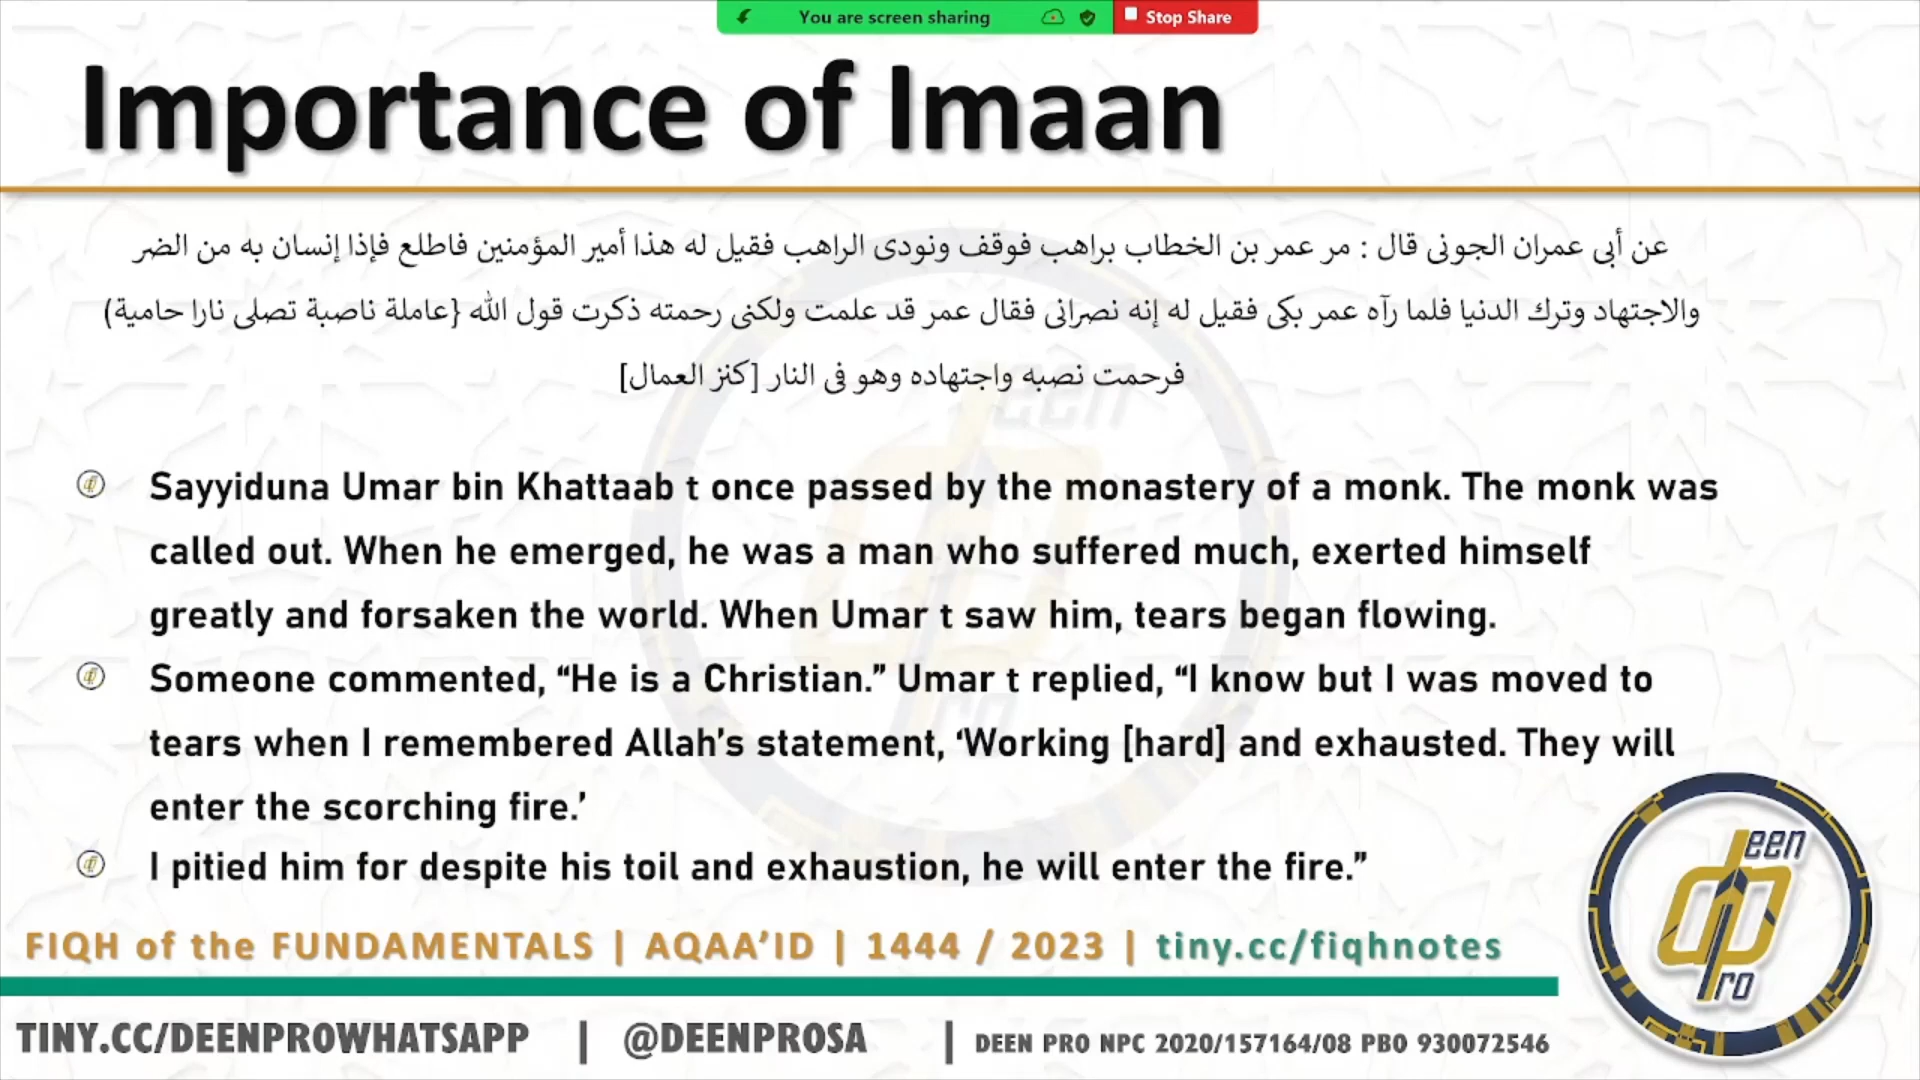 You are screen sharing
Stop Share
Importance of Imaan
عن أبى عمران الجونى قال : مر عمر بن الخطاب براهب فوقف ونودى الراهب فقيل له هذا أمير المؤمنين فاطلع فإذا إنسان به من الضر
والاجتهاد وترك الدنيا فلما رآه عمر بكى فقيل له إنه نصرانى فقال عمر قد علمت ولكنى رحمته ذكرت قول الله {عاملة ناصبة تصلى نارا حامية)
فرحمت نصبه واجتهاده وهو فى النار [كنز العمال]
Sayyiduna Umar bin Khattaab t once passed by the monastery of a monk. The monk was
called out. When he emerged, he was a man who suffered much, exerted himself
greatly and forsaken the world. When Umar t saw him, tears began flowing.
Someone commented, “He is a Christian.” Umar t replied, “I know but I was moved to
tears when I remembered Allah’s statement, ‘Working [hard] and exhausted. They will
enter the scorching fire.’
I pitied him for despite his toil and exhaustion, he will enter the fire.”
FIQH of the FUNDAMENTALS | AQAA’ID | 1444 / 2023 | tiny.cc/fiqhnotes
een
ro
TINY.CC/DEENPROWHATSAPP | @DEENPROSA | DEEN PRO NPC 2020/157164/08 PBO 930072546